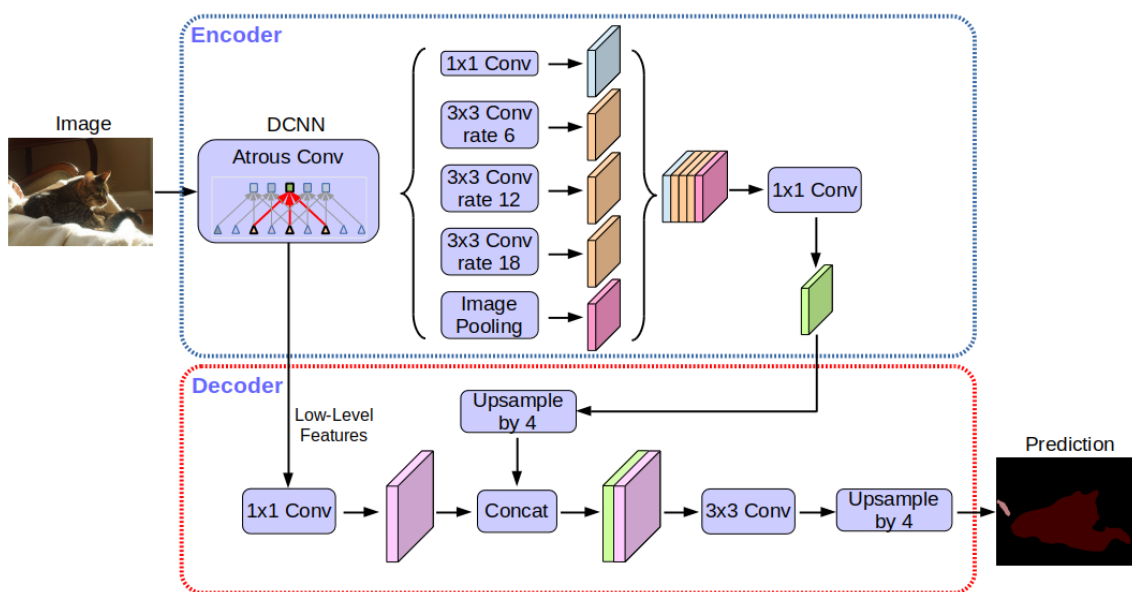 Encoder
Image
DCNN
Atrous Conv
1x1 Conv
3x3 Conv
rate 6
3x3 Conv
rate 12
3x3 Conv
rate 18
Image
Pooling
1x1 Conv
Decoder
Low-Level
Features
Upsample
by 4
1x1 Conv
Concat
3x3 Conv
Upsample
by 4
Prediction